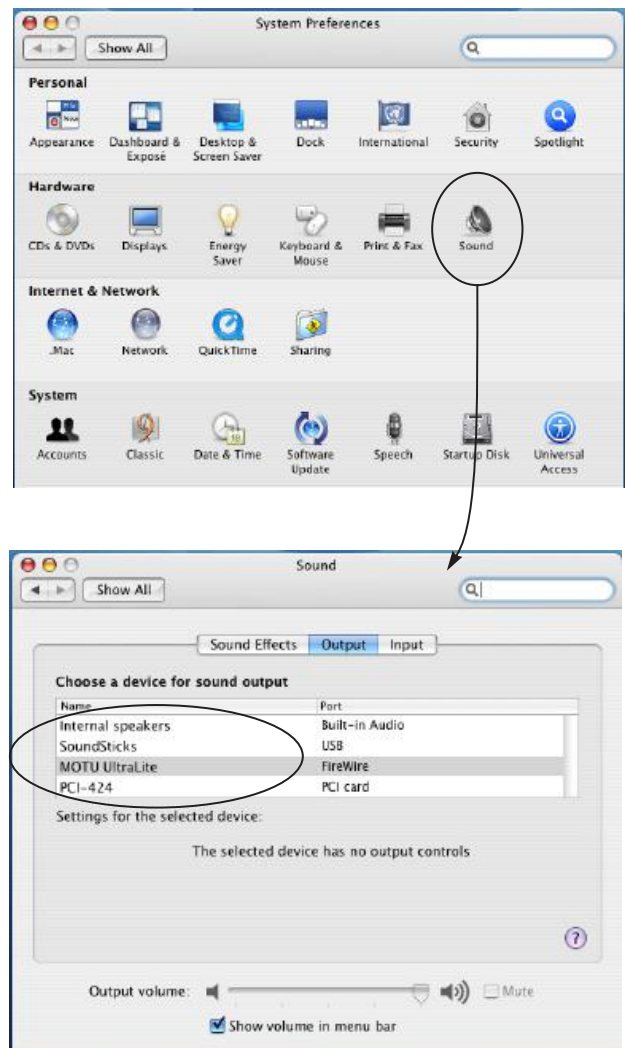 System Preferences
Show All
Personal
Appearance Dashboard & Exposé Desktop & Screen Saver Dock International Security Spotlight
Hardware
CDs & DVDs Displays Energy Saver Keyboard & Mouse Print & Fax Sound
Internet & Network
.Mac Network QuickTime Sharing
System
Accounts Classic Date & Time Software Update Speech Startup Disk Universal Access
Sound
Show All
Sound Effects Output Input
Choose a device for sound output
Name Port
Internal speakers Built-in Audio
SoundSticks USB
MOTU UltraLite FireWire
PCI-424 PCI card
Settings for the selected device:
The selected device has no output controls
?
Output volume: Mute
Show volume in menu bar